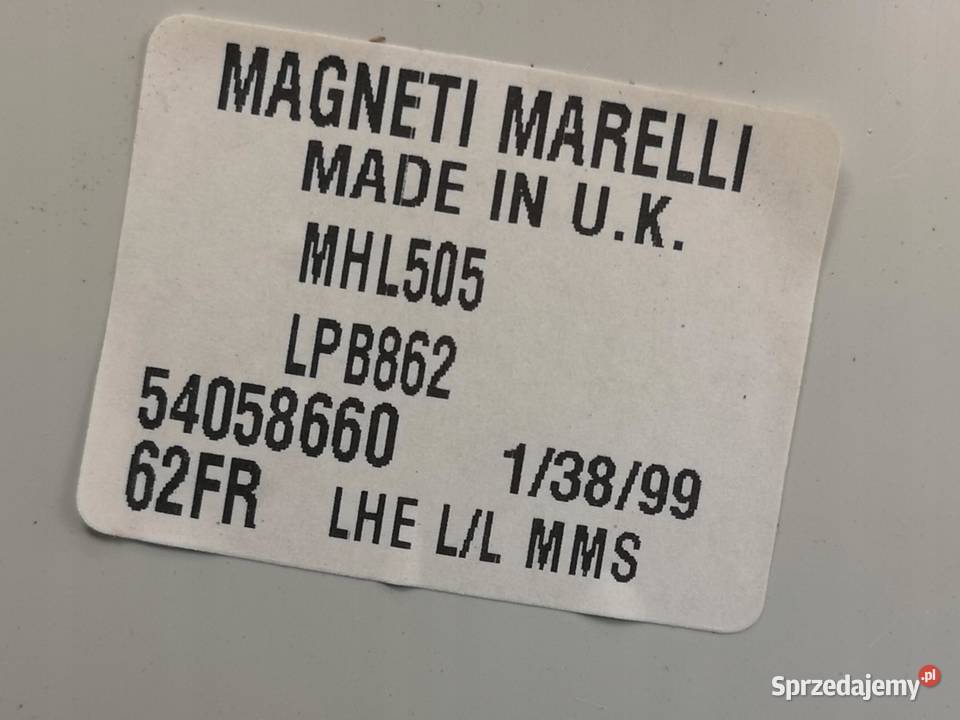 MAGNETI MARELLI
MADE IN U.K.
MHL505
LPB862
54058660 1/38/99
62FR LHE L/L MMS
Sprzedajemy.pl